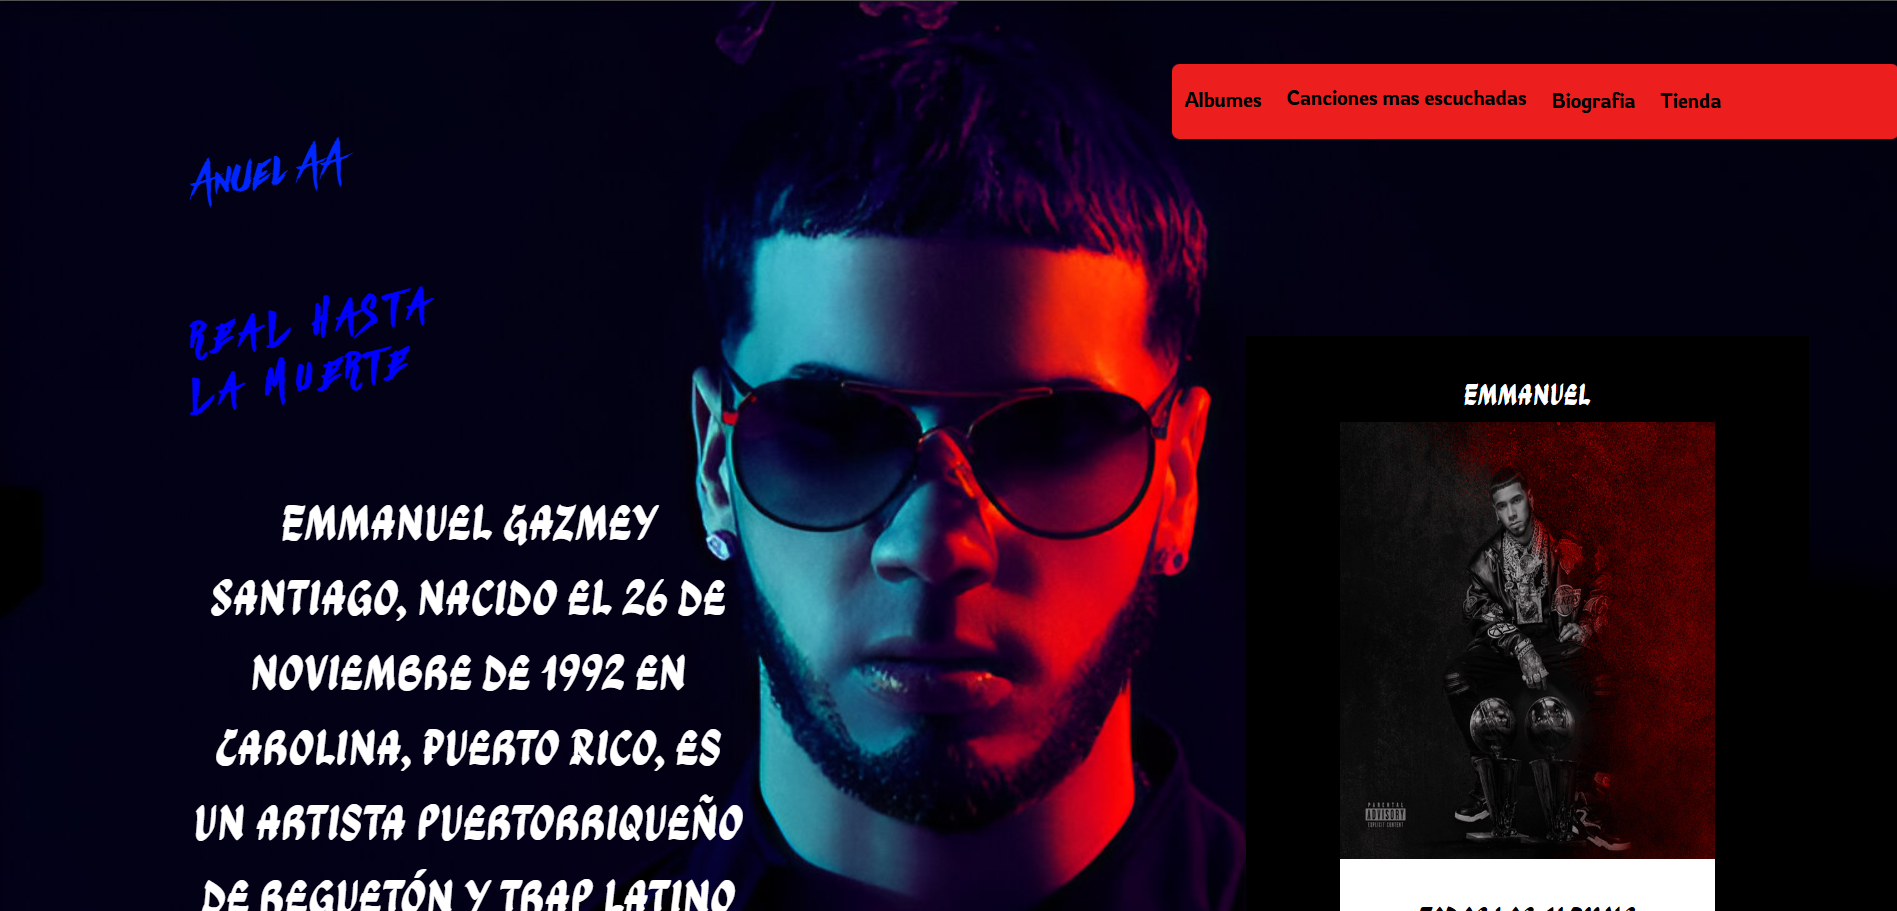 Albumes Canciones mas escuchadas Biografia Tienda
Anuel AA
Real Hasta
La Muerte
EMMANUEL GAZMEY
SANTIAGO, NACIDO EL 26 DE
NOVIEMBRE DE 1992 EN
CAROLINA, PUERTO RICO, ES
UN ARTISTA PUERTORRIQUEÑO
DE REGUETÓN Y TRAP LATINO
EMMANUEL
PARENTAL
ADVISORY
EXPLICIT CONTENT